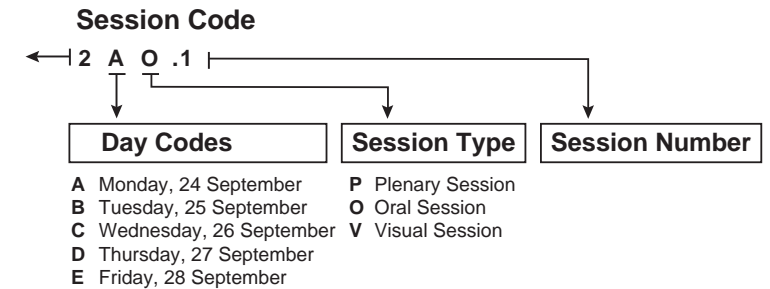 Session Code
2 A O .1
Day Codes
Session Type
Session Number
A Monday, 24 September
B Tuesday, 25 September
C Wednesday, 26 September
D Thursday, 27 September
E Friday, 28 September
P Plenary Session
O Oral Session
V Visual Session